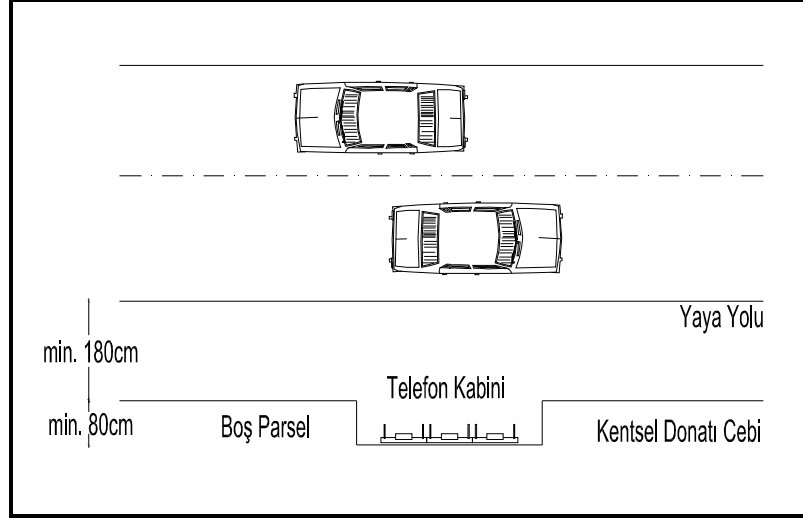 Yaya Yolu
min. 180cm
Telefon Kabini
min. 80cm
Boş Parsel
Kentsel Donatı Cebi